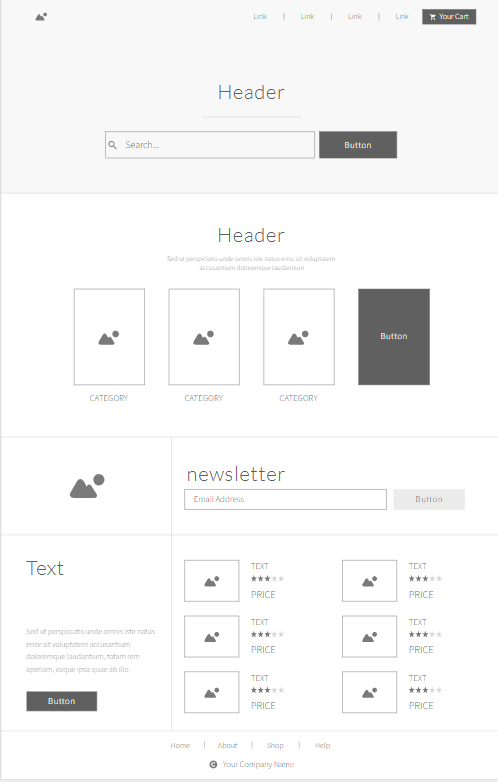 Link | Link | Link | Link Your Cart
Header
Search... Button
Header
Sed ut perspiciatis unde omnis iste natus error sit voluptatem
accusantium doloremque laudantium
Button
CATEGORY CATEGORY CATEGORY
newsletter
Email Address Button
Text
Sed ut perspiciatis unde omnis iste natus
error sit voluptatem accusantium
doloremque laudantium, totam rem
aperiam, eaque ipsa quae ab illo
Button
TEXT TEXT
PRICE PRICE
TEXT TEXT
PRICE PRICE
TEXT TEXT
PRICE PRICE
Home | About | Shop | Help
© Your Company Name